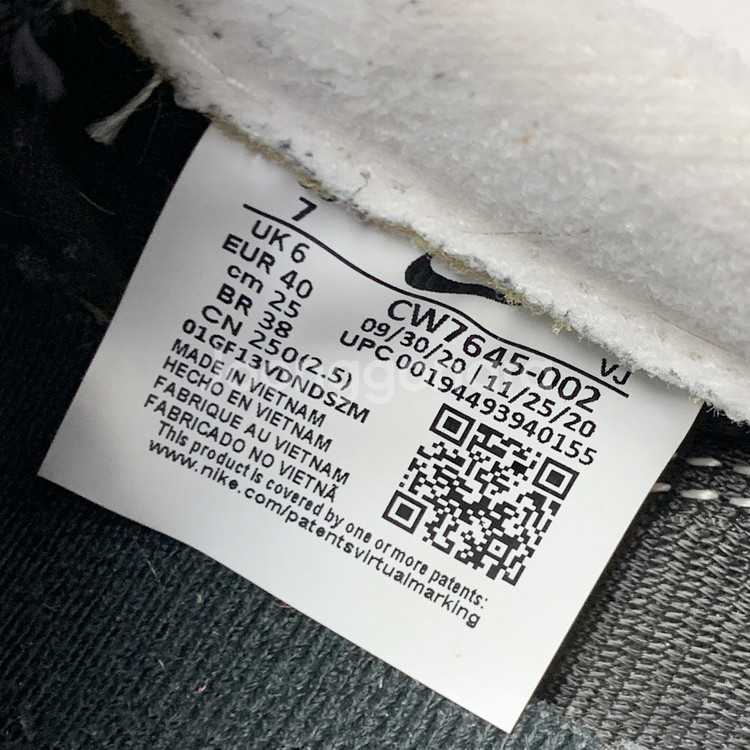 7
UK 6
EUR 40
cm 25
BR 38
CN 250(2.5)
01GF13VDNDSZM
MADE IN VIETNAM
HECHO EN VIETNAM
FABRIQUE AU VIETNAM
FABRICADO NO VIETNÃ
This product is covered by one or more patents:
www.nike.com/patentsvirtualmarking
VJ
CW7645-002
09/30/20 11/25/20
UPC 00194493940155